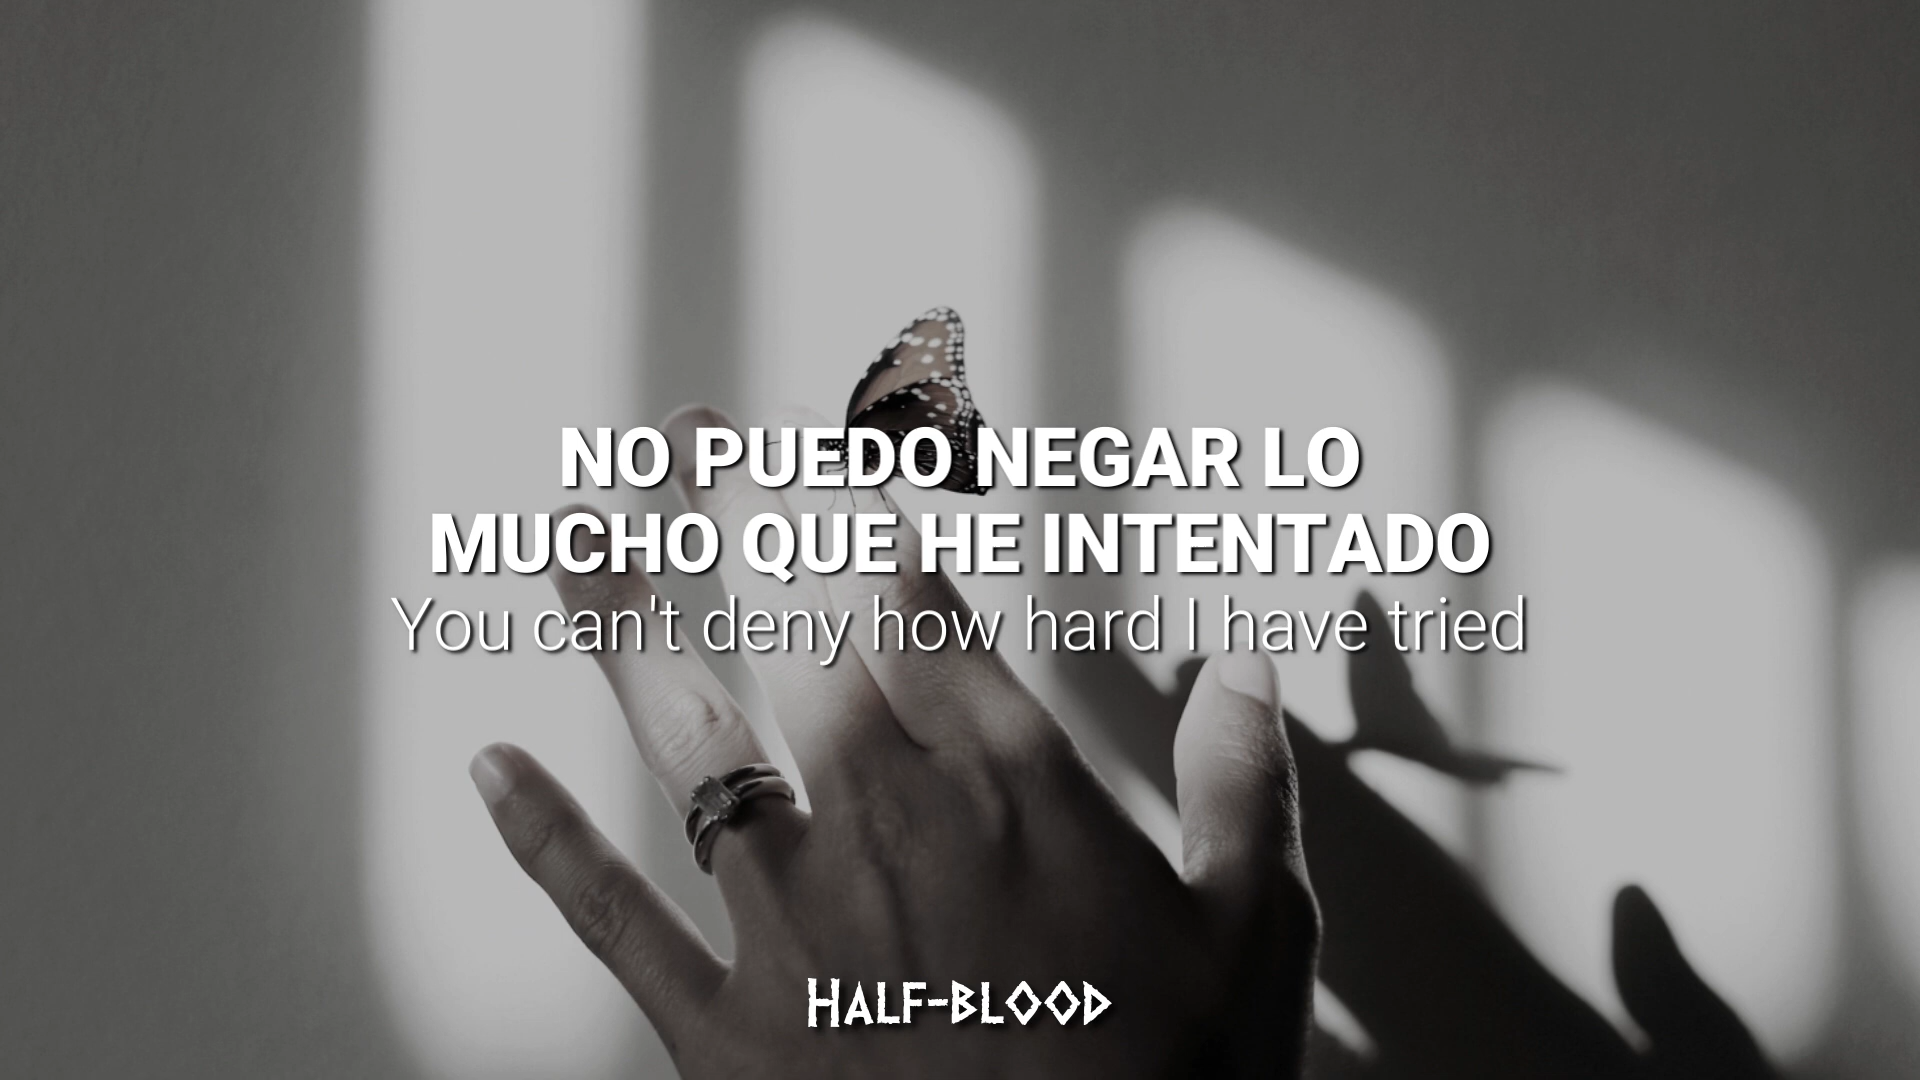 NO PUEDO NEGAR LO
MUCHO QUE HE INTENTADO
You can't deny how hard I have tried
HALF-BLOOD